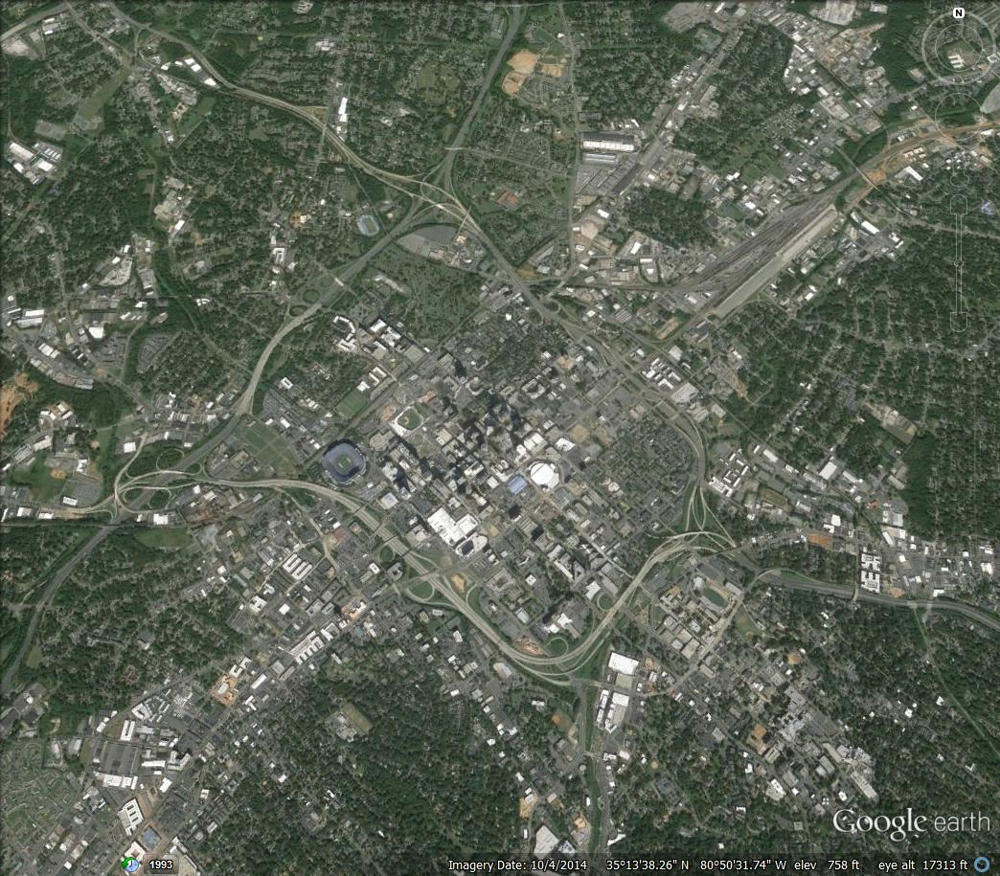 N
Google earth
1993
Imagery Date: 10/4/2014 35°13'38.26" N 80°50'31.74" W elev 758 ft eye alt 17313 ft